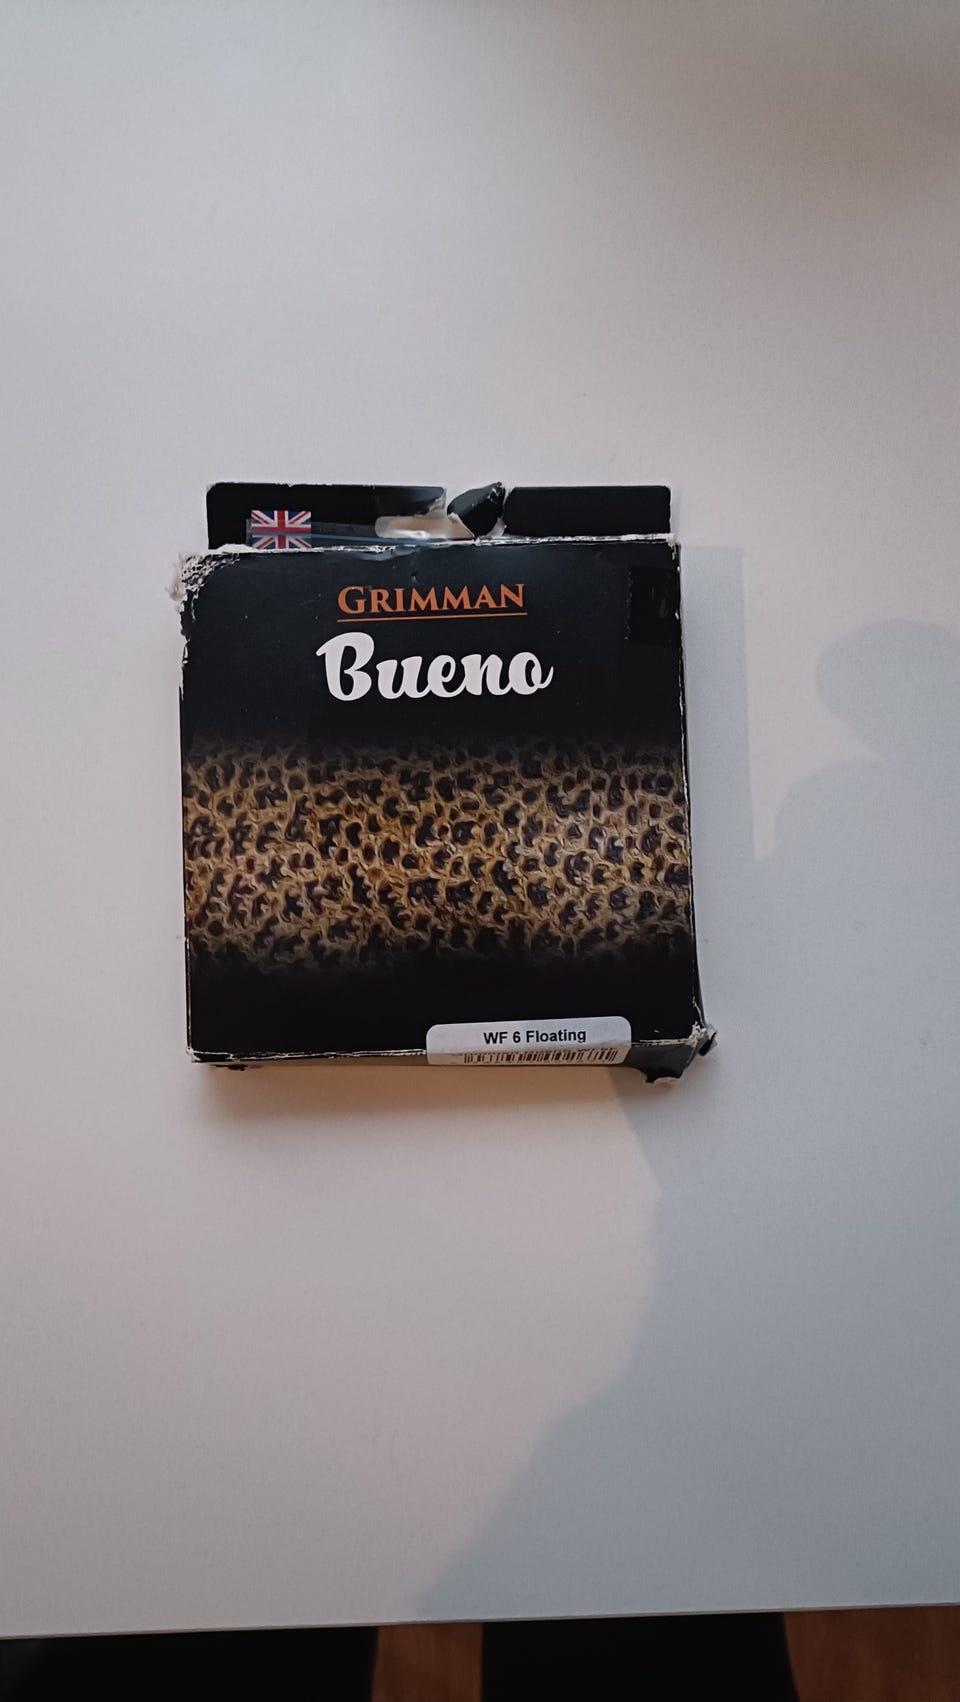 GRIMMAN
Bueno
WF 6 Floating